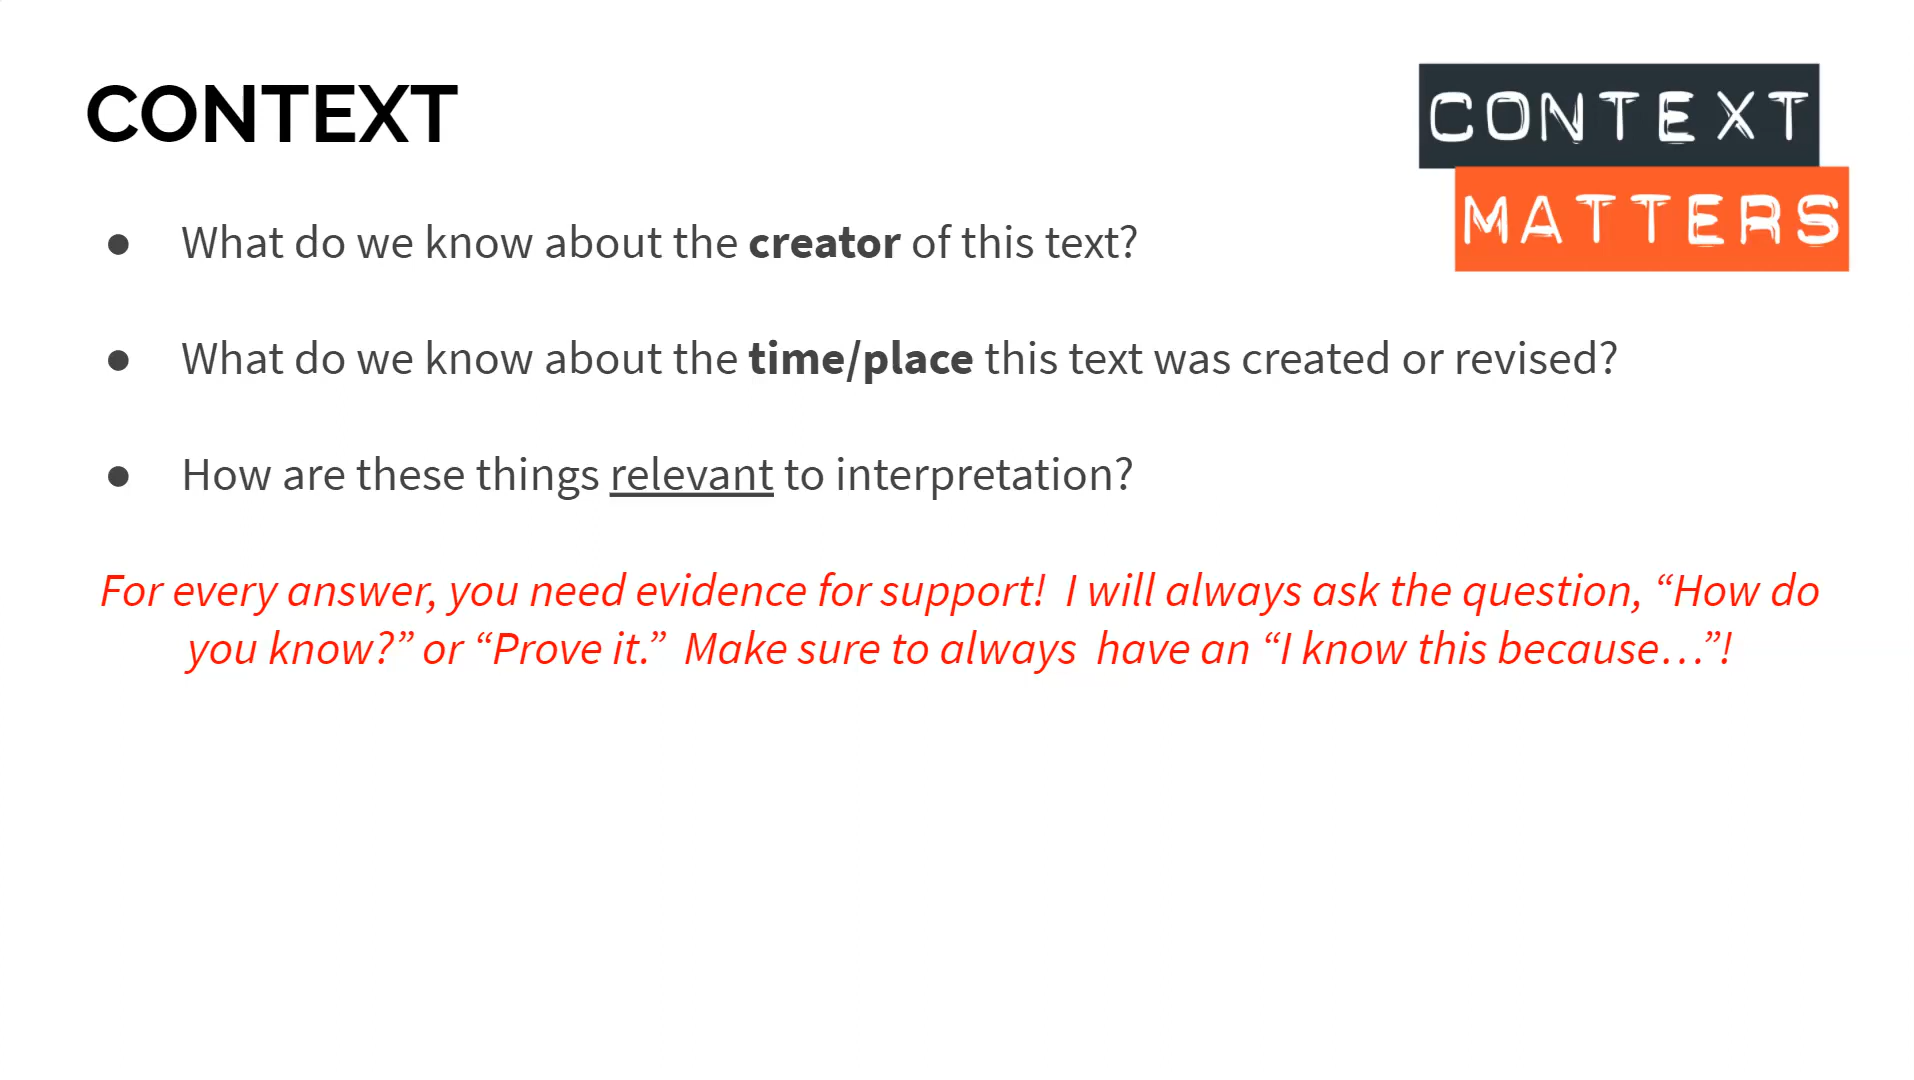 CONTEXT
CONTEXT
MATTERS
● What do we know about the creator of this text?
● What do we know about the time/place this text was created or revised?
● How are these things relevant to interpretation?
For every answer, you need evidence for support!  I will always ask the question, “How do
you know?” or “Prove it.”  Make sure to always  have an “I know this because…”!